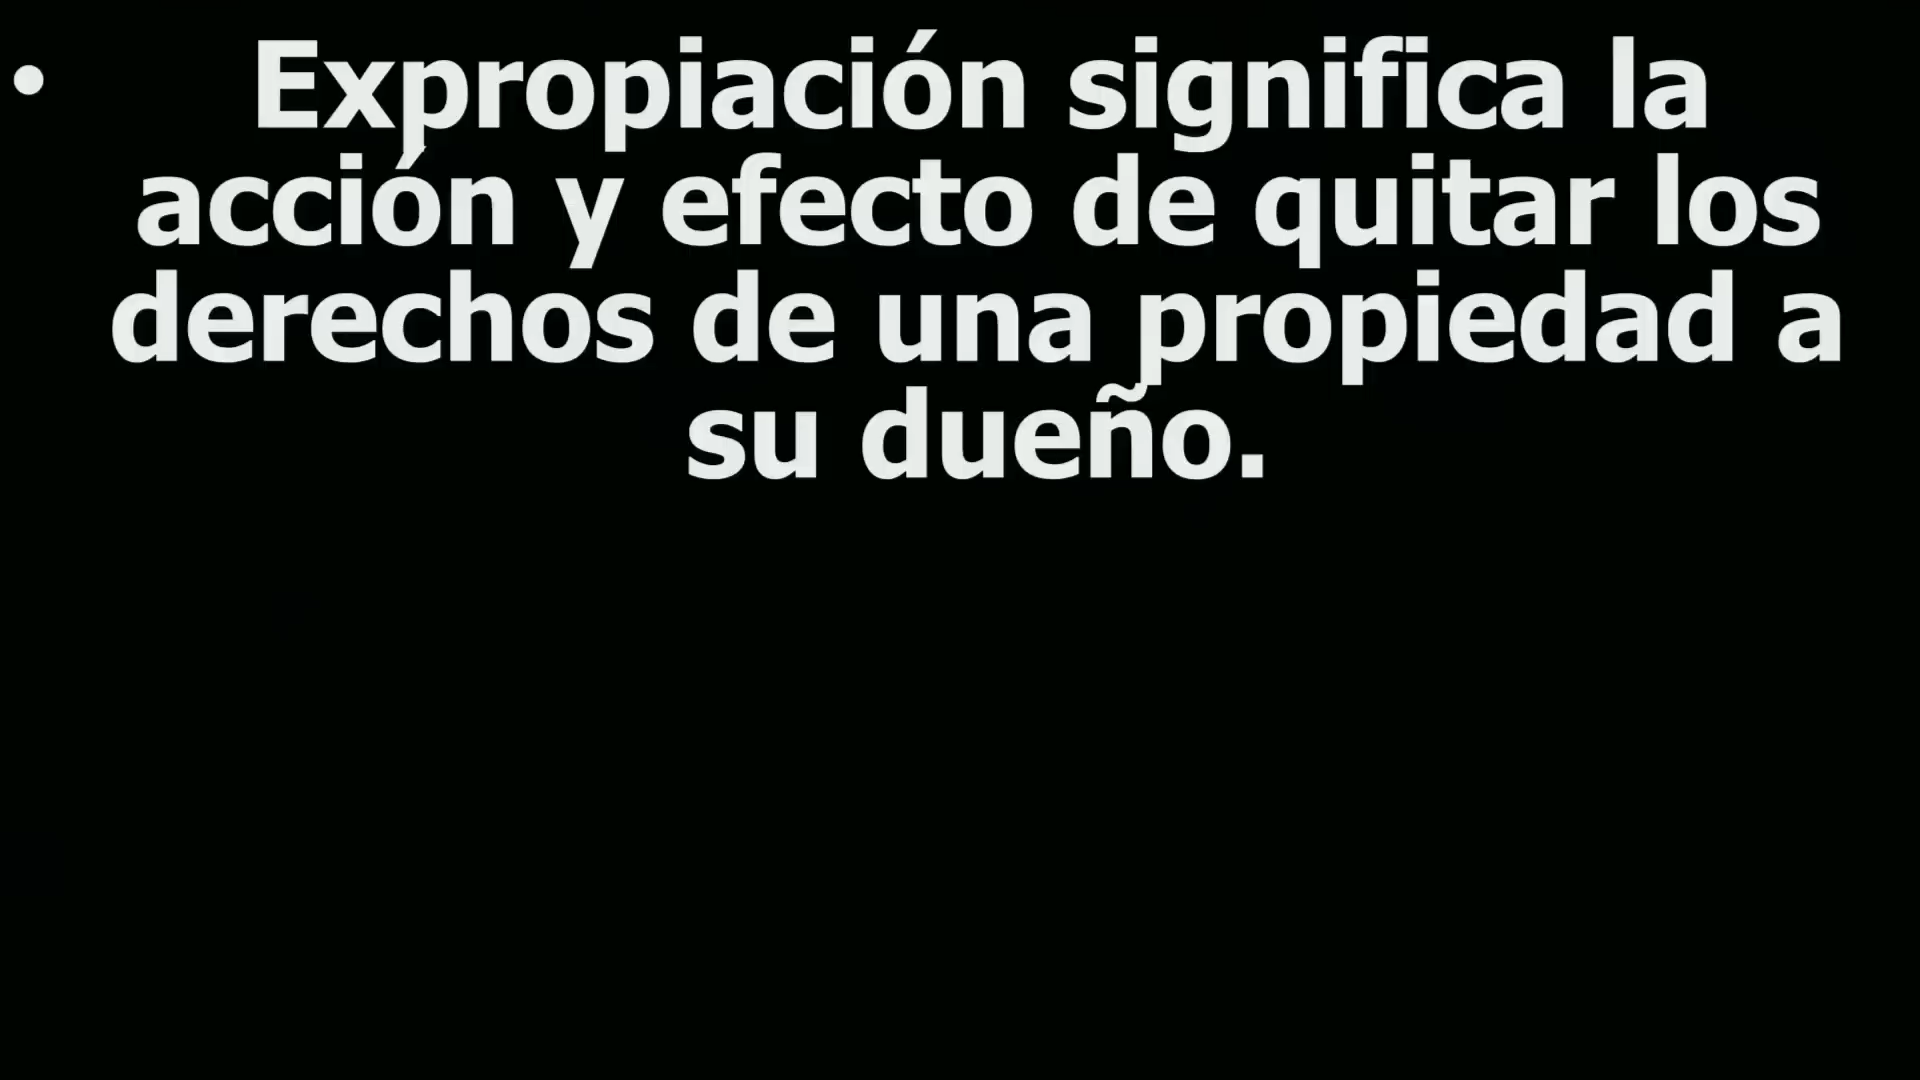 • Expropiación significa la
acción y efecto de quitar los
derechos de una propiedad a
su dueño.